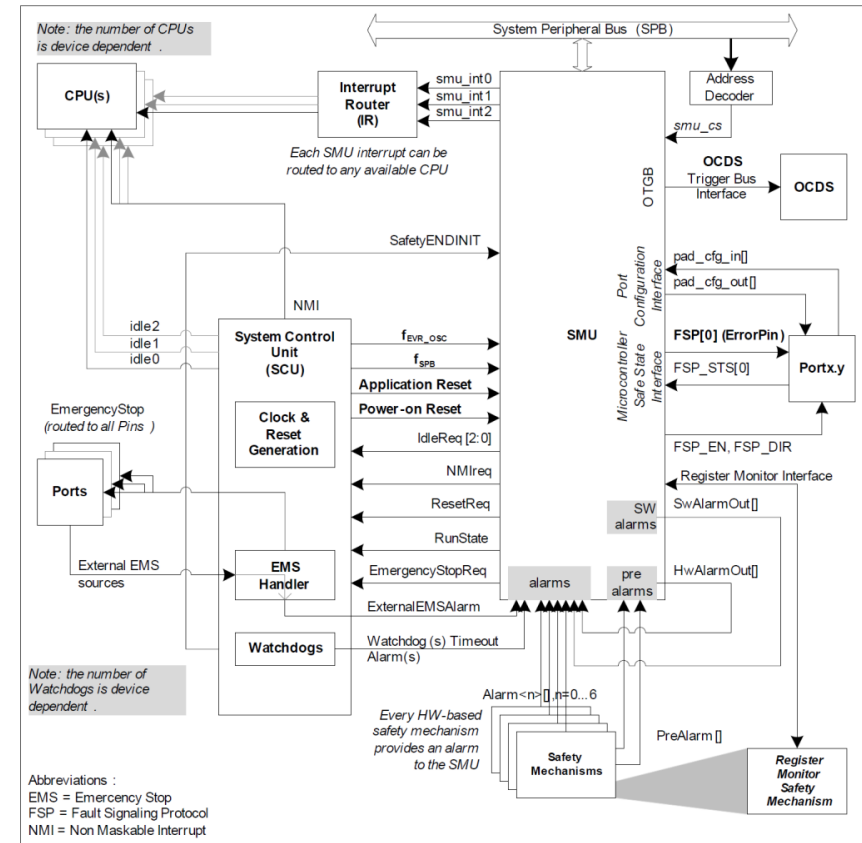 Note: the number of CPUs
is device dependent .
System Peripheral Bus (SPB)
CPU(s)
Interrupt
Router
(IR)
smu_int0
smu_int1
smu_int2
Address
Decoder
smu_cs
Each SMU interrupt can be
routed to any available CPU
OTGB
OCDS
Trigger Bus
Interface
OCDS
SafetyENDINIT
NMI
Port
Configuration
Interface
pad_cfg_in[]
pad_cfg_out[]
idle2
idle1
idle0
System Control
Unit
(SCU)
fEVR_OSC
fSPB
Application Reset
Power-on Reset
SMU
Microcontroller
Safe State
Interface
FSP[0] (ErrorPin)
FSP_STS[0]
Portx.y
FSP_EN, FSP_DIR
Clock &
Reset
Generation
IdleReq [2:0]
NMIreq
ResetReq
RunState
EmergencyStopReq
EmergencyStop
(routed to all Pins )
Ports
External EMS
sources
EMS
Handler
ExternalEMSAlarm
Register Monitor Interface
SW
alarms
SwAlarmOut[]
alarms
pre
alarms
HwAlarmOut[]
Watchdogs
Watchdog (s) Timeout
Alarm(s)
Note: the number of
Watchdogs is device
dependent .
Alarm<n>[],n=0...6
Every HW-based
safety mechanism
provides an alarm
to the SMU
Safety
Mechanisms
PreAlarm []
Register
Monitor
Safety
Mechanism
Abbreviations :
EMS = Emercency Stop
FSP = Fault Signaling Protocol
NMI = Non Maskable Interrupt